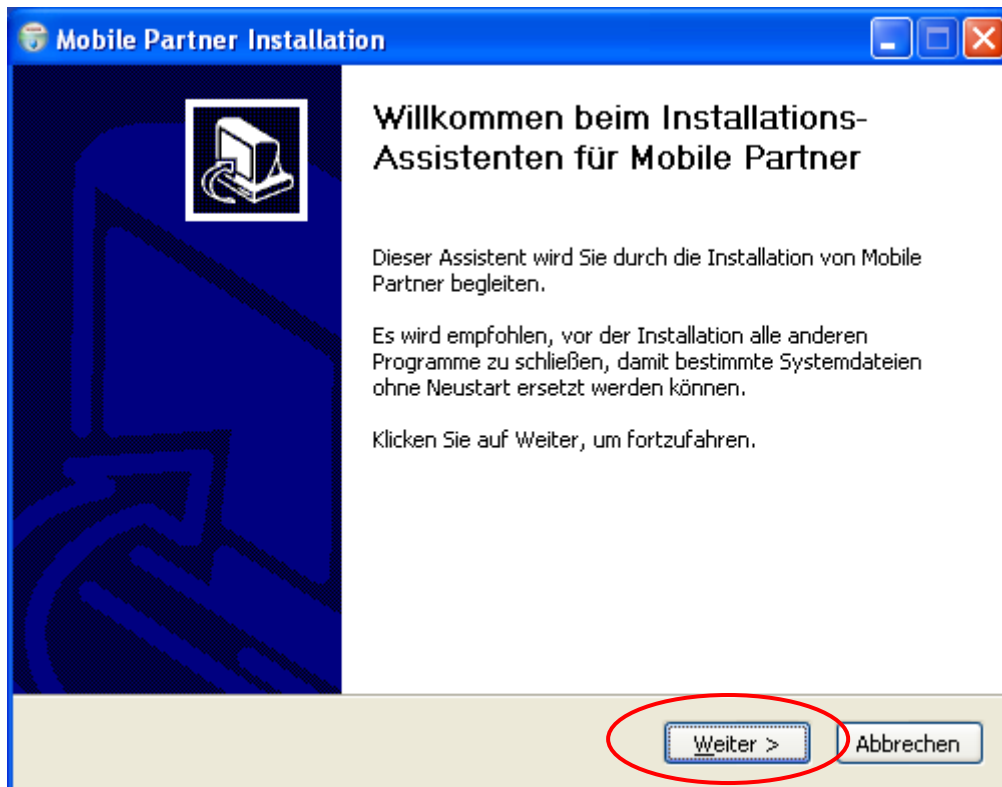 Mobile Partner Installation
Willkommen beim Installations-
Assistenten für Mobile Partner
Dieser Assistent wird Sie durch die Installation von Mobile
Partner begleiten.
Es wird empfohlen, vor der Installation alle anderen
Programme zu schließen, damit bestimmte Systemdateien
ohne Neustart ersetzt werden können.
Klicken Sie auf Weiter, um fortzufahren.
Weiter >
Abbrechen